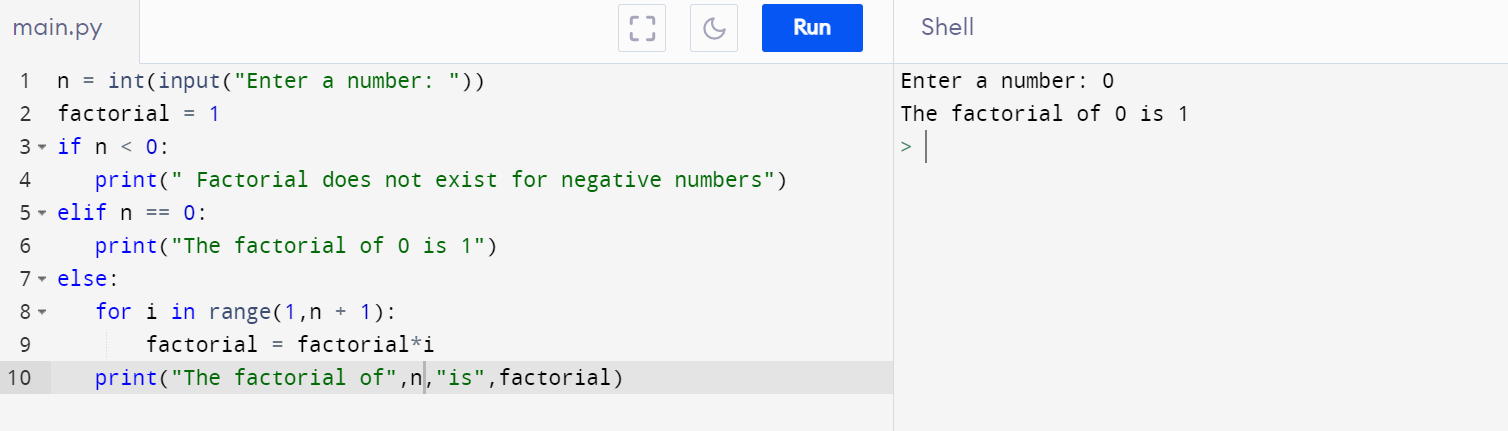 main.py
Run
Shell
1 n = int(input("Enter a number: "))
2 factorial = 1
3 if n < 0:
4    print(" Factorial does not exist for negative numbers")
5 elif n == 0:
6    print("The factorial of 0 is 1")
7 else:
8    for i in range(1,n + 1):
9        factorial = factorial*i
10    print("The factorial of",n,"is",factorial)
Enter a number: 0
The factorial of 0 is 1
>